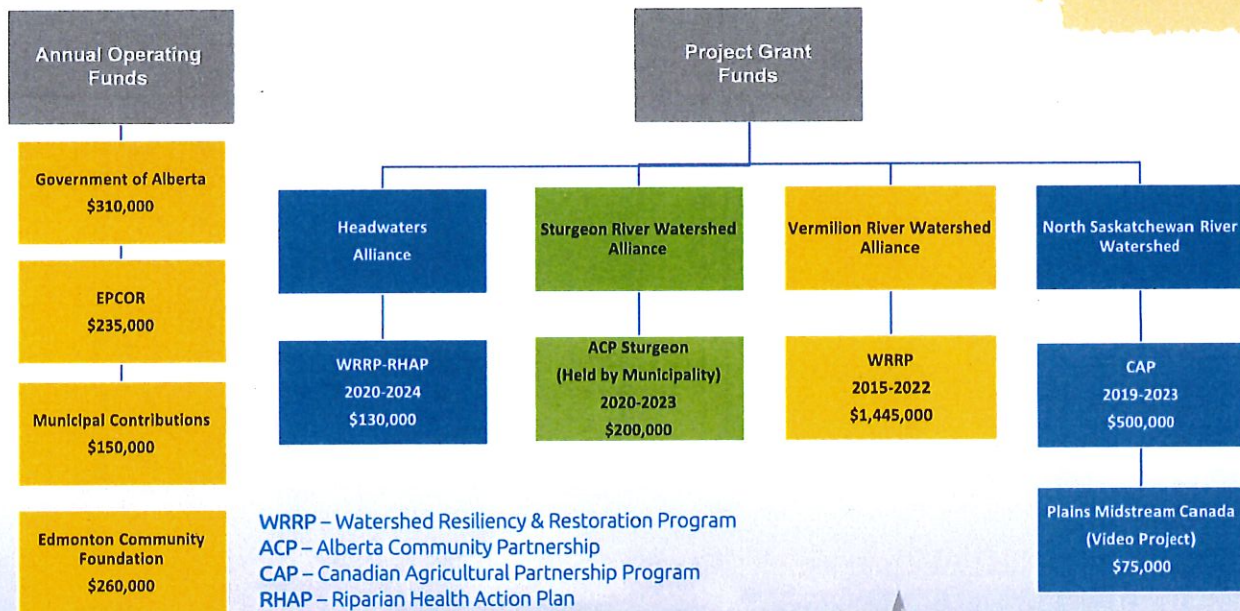 Annual Operating
Funds
Government of Alberta
$310,000
EPCOR
$235,000
Municipal Contributions
$150,000
Edmonton Community
Foundation
$260,000
Project Grant
Funds
Headwaters
Alliance
WRRP-RHAP
2020-2024
$130,000
Sturgeon River Watershed
Alliance
ACP Sturgeon
(Held by Municipality)
2020-2023
$200,000
Vermilion River Watershed
Alliance
WRRP
2015-2022
$1,445,000
North Saskatchewan River
Watershed
CAP
2019-2023
$500,000
Plains Midstream Canada
(Video Project)
$75,000
WRRP – Watershed Resiliency & Restoration Program
ACP – Alberta Community Partnership
CAP – Canadian Agricultural Partnership Program
RHAP – Riparian Health Action Plan